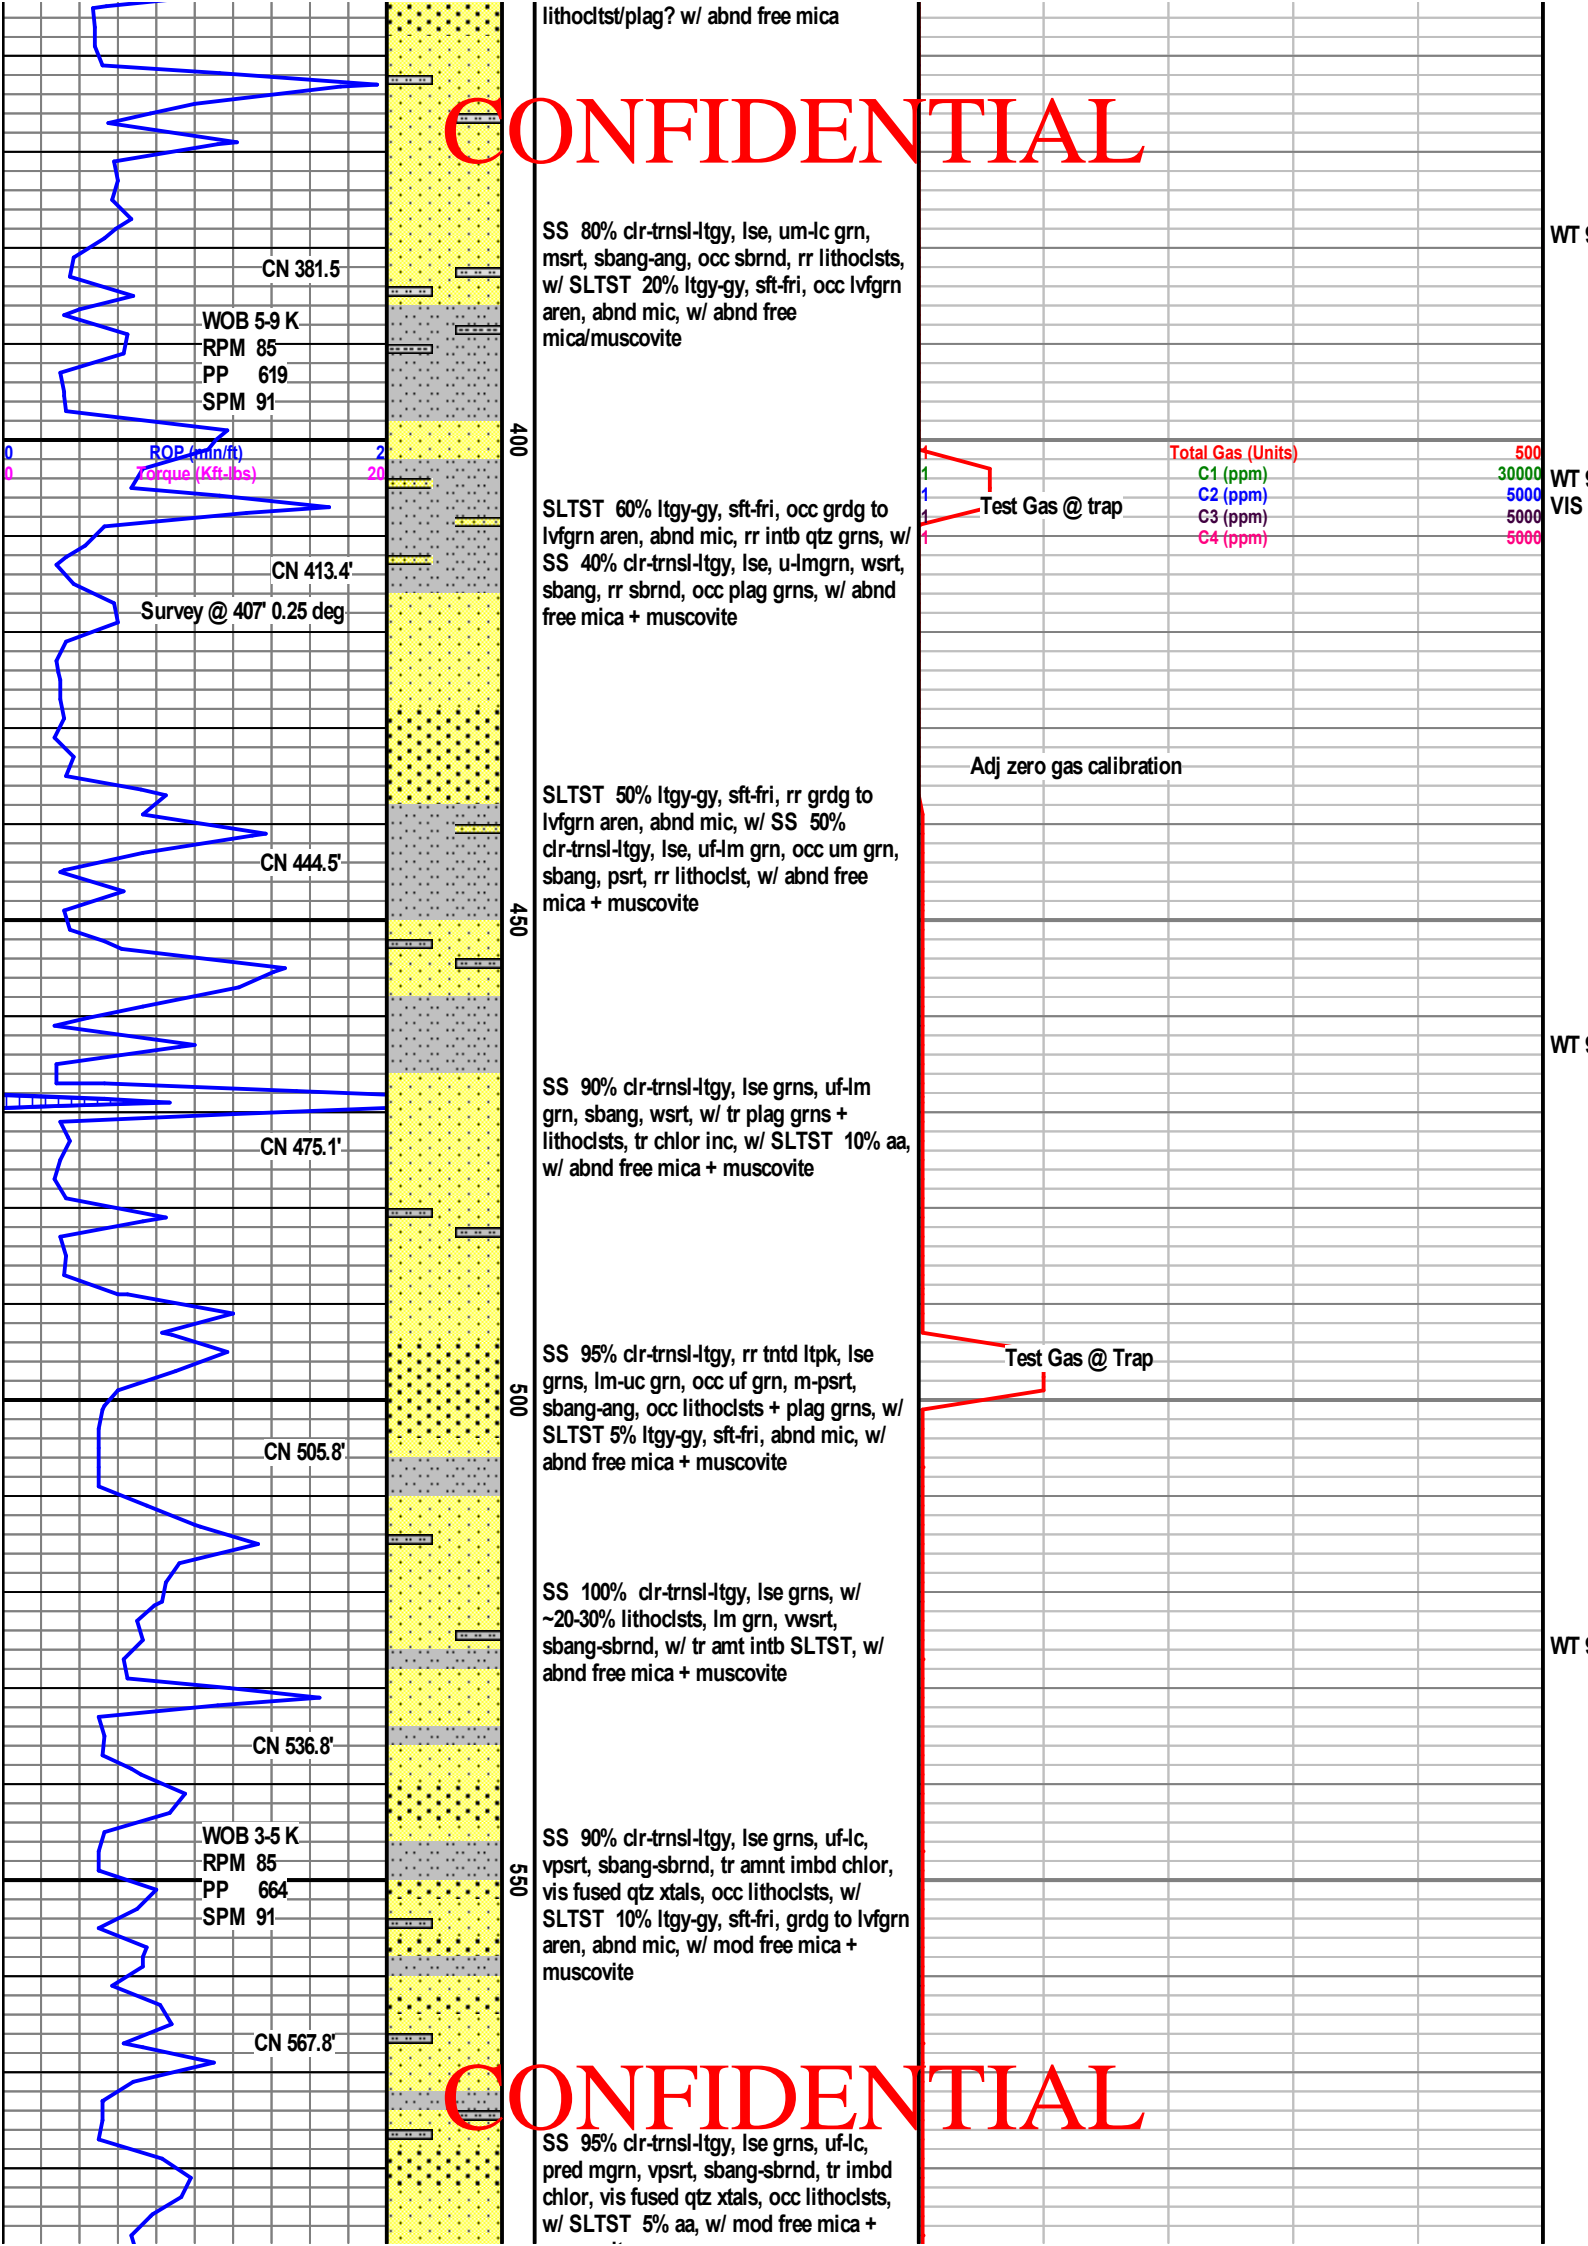 lithocltst/plag? w/ abnd free mica
CONFIDENTIAL
SS 80% clr-trnsl-ltgy, lse, um-lc grn,
msrt, sbang-ang, occ sbrnd, rr lithoclsts,
w/ SLTST 20% ltgy-gy, sft-fri, occ lvfgrn
aren, abnd mic, w/ abnd free
mica/muscovite
WT 9
CN 381.5
WOB 5-9 K
RPM 85
PP 619
SPM 91
400
0 ROP (min/ft) 2
0 Torque (Kft-lbs) 20
1 Total Gas (Units) 500
1 C1 (ppm) 30000
1 C2 (ppm) 5000
1 C3 (ppm) 5000
1 C4 (ppm) 5000
Test Gas @ trap
WT 9
VIS
SLTST 60% ltgy-gy, sft-fri, occ grdg to
lvfgrn aren, abnd mic, rr intb qtz grns, w/
SS 40% clr-trnsl-ltgy, lse, u-lmgrn, wsrt,
sbang, rr sbrnd, occ plag grns, w/ abnd
free mica + muscovite
CN 413.4'
Survey @ 407' 0.25 deg
Adj zero gas calibration
SLTST 50% ltgy-gy, sft-fri, rr grdg to
lvfgrn aren, abnd mic, w/ SS 50%
clr-trnsl-ltgy, lse, uf-lm grn, occ um grn,
sbang, psrt, rr lithoclst, w/ abnd free
mica + muscovite
CN 444.5'
450
WT 9
SS 90% clr-trnsl-ltgy, lse grns, uf-lm
grn, sbang, wsrt, w/ tr plag grns +
lithoclsts, tr chlor inc, w/ SLTST 10% aa,
w/ abnd free mica + muscovite
CN 475.1'
SS 95% clr-trnsl-ltgy, rr tntd ltpk, lse
grns, lm-uc grn, occ uf grn, m-psrt,
sbang-ang, occ lithoclsts + plag grns, w/
SLTST 5% ltgy-gy, sft-fri, abnd mic, w/
abnd free mica + muscovite
Test Gas @ Trap
500
CN 505.8'
SS 100% clr-trnsl-ltgy, lse grns, w/
~20-30% lithoclsts, lm grn, vwsrt,
sbang-sbrnd, w/ tr amt intb SLTST, w/
abnd free mica + muscovite
WT 9
CN 536.8'
WOB 3-5 K
RPM 85
PP 664
SPM 91
550
SS 90% clr-trnsl-ltgy, lse grns, uf-lc,
vpsrt, sbang-sbrnd, tr amnt imbd chlor,
vis fused qtz xtals, occ lithoclsts, w/
SLTST 10% ltgy-gy, sft-fri, grdg to lvfgrn
aren, abnd mic, w/ mod free mica +
muscovite
CN 567.8'
CONFIDENTIAL
SS 95% clr-trnsl-ltgy, lse grns, uf-lc,
pred mgrn, vpsrt, sbang-sbrnd, tr imbd
chlor, vis fused qtz xtals, occ lithoclsts,
w/ SLTST 5% aa, w/ mod free mica +